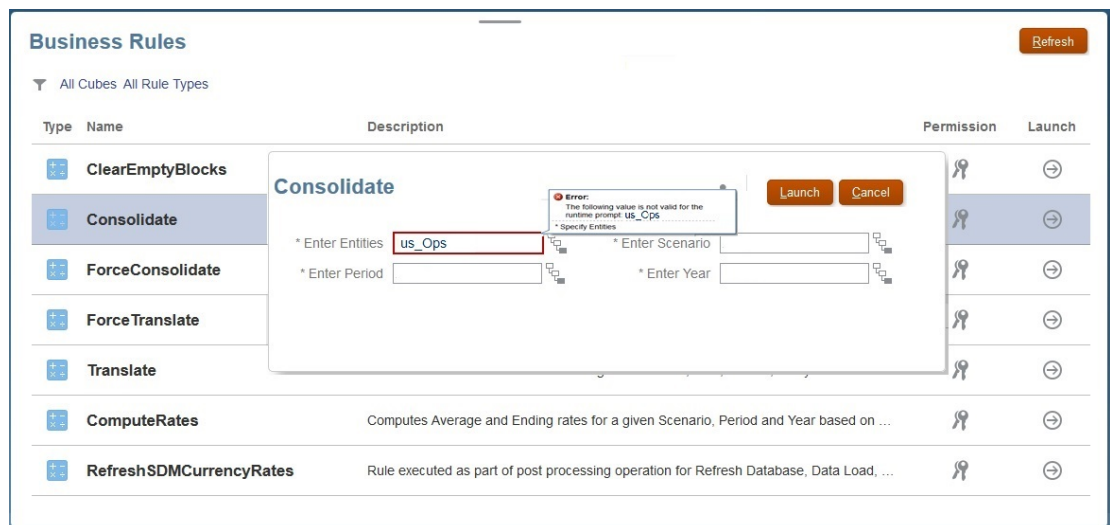 Business Rules
Refresh
All Cubes All Rule Types
Type Name Description Permission Launch
ClearEmptyBlocks
Consolidate
Launch Cancel
Error:
The following value is not valid for the
runtime prompt us_Ops
* Specify Entities
Consolidate
* Enter Entities us_Ops * Enter Scenario
* Enter Period * Enter Year
ForceConsolidate
ForceTranslate
Translate
ComputeRates Computes Average and Ending rates for a given Scenario, Period and Year based on …
RefreshSDMCurrencyRates Rule executed as part of post processing operation for Refresh Database, Data Load, …